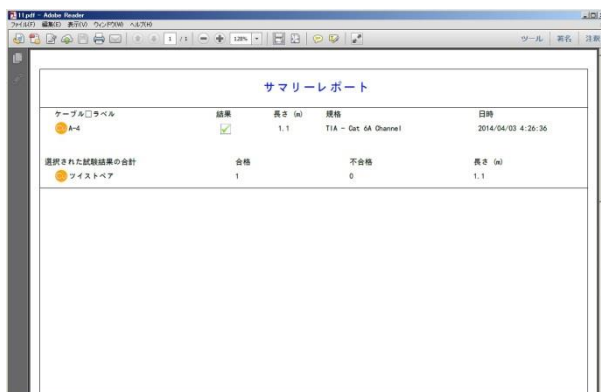 11.pdf - Adobe Reader
ファイル(F) 編集(E) 表示(V) ウィンドウ(W) ヘルプ(H)
1 / 1 128% ツール 署名 注釈
サマリーレポート
ケーブル□ラベル 結果 長さ (m) 規格 日時
A-4 1.1 TIA - Cat 6A Channel 2014/04/03 4:26:36
選択された試験結果の合計 合格 不合格 長さ (m)
ツイストペア 1 0 1.1